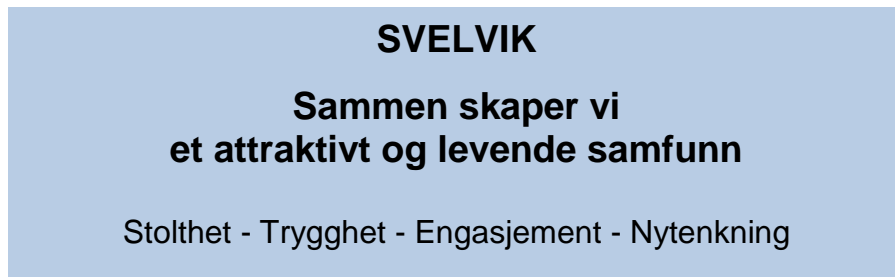 SVELVIK
Sammen skaper vi
et attraktivt og levende samfunn
Stolthet - Trygghet - Engasjement - Nytenkning